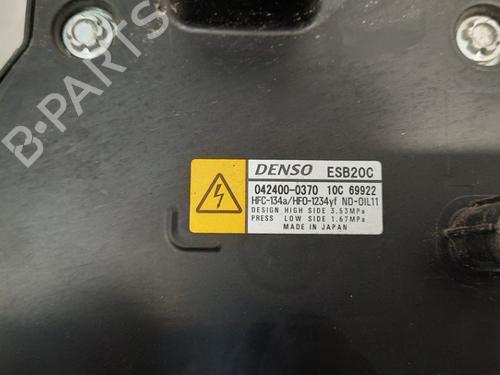 B-PARTS
DENSO ESB20C
042400-0370 10C 69922
HFC-134a/HFO-1234yf ND-OIL11
DESIGN HIGH SIDE 3.53MPa
PRESS LOW SIDE 1.67MPa
MADE IN JAPAN